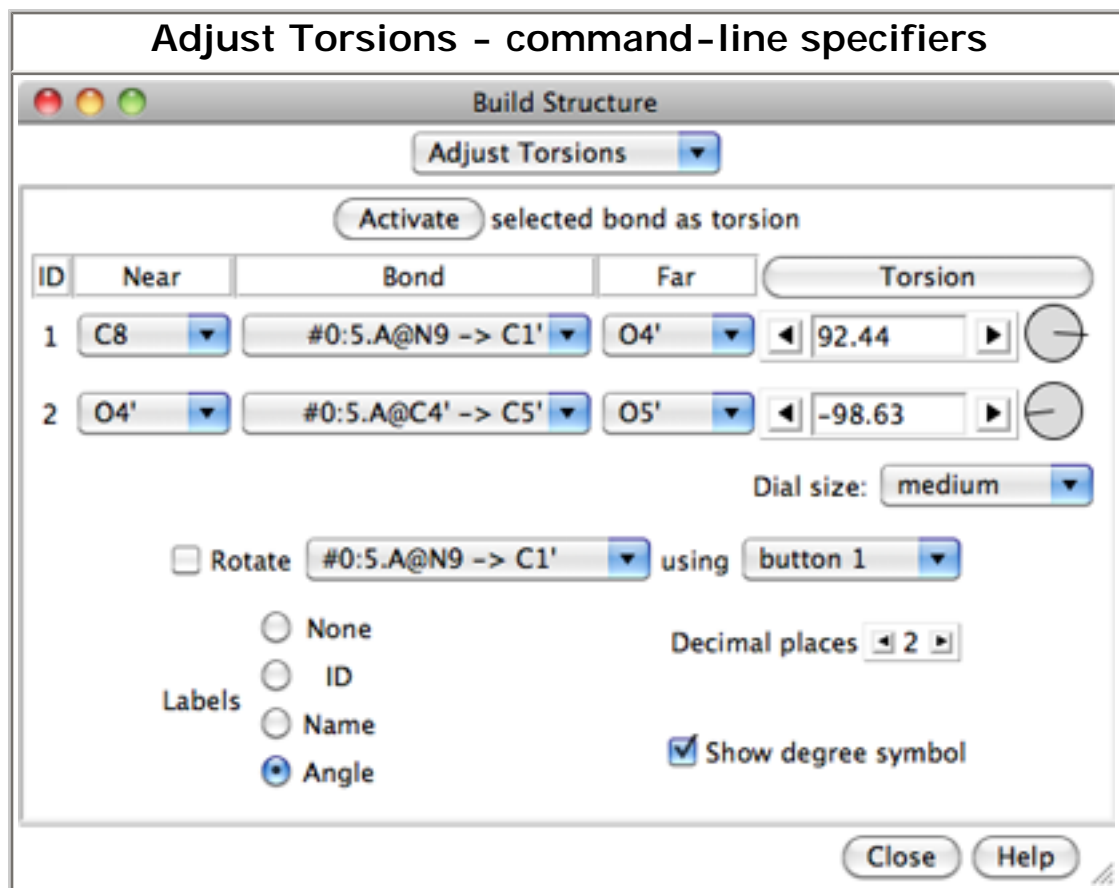 Adjust Torsions - command-line specifiers
Build Structure
Adjust Torsions
Activate selected bond as torsion
ID Near Bond Far Torsion
1 C8 #0:5.A@N9 -> C1' O4' 92.44
2 O4' #0:5.A@C4' -> C5' O5' -98.63
Dial size: medium
Rotate #0:5.A@N9 -> C1' using button 1
None
ID
Labels
Name
Angle
Decimal places 2
Show degree symbol
Close Help